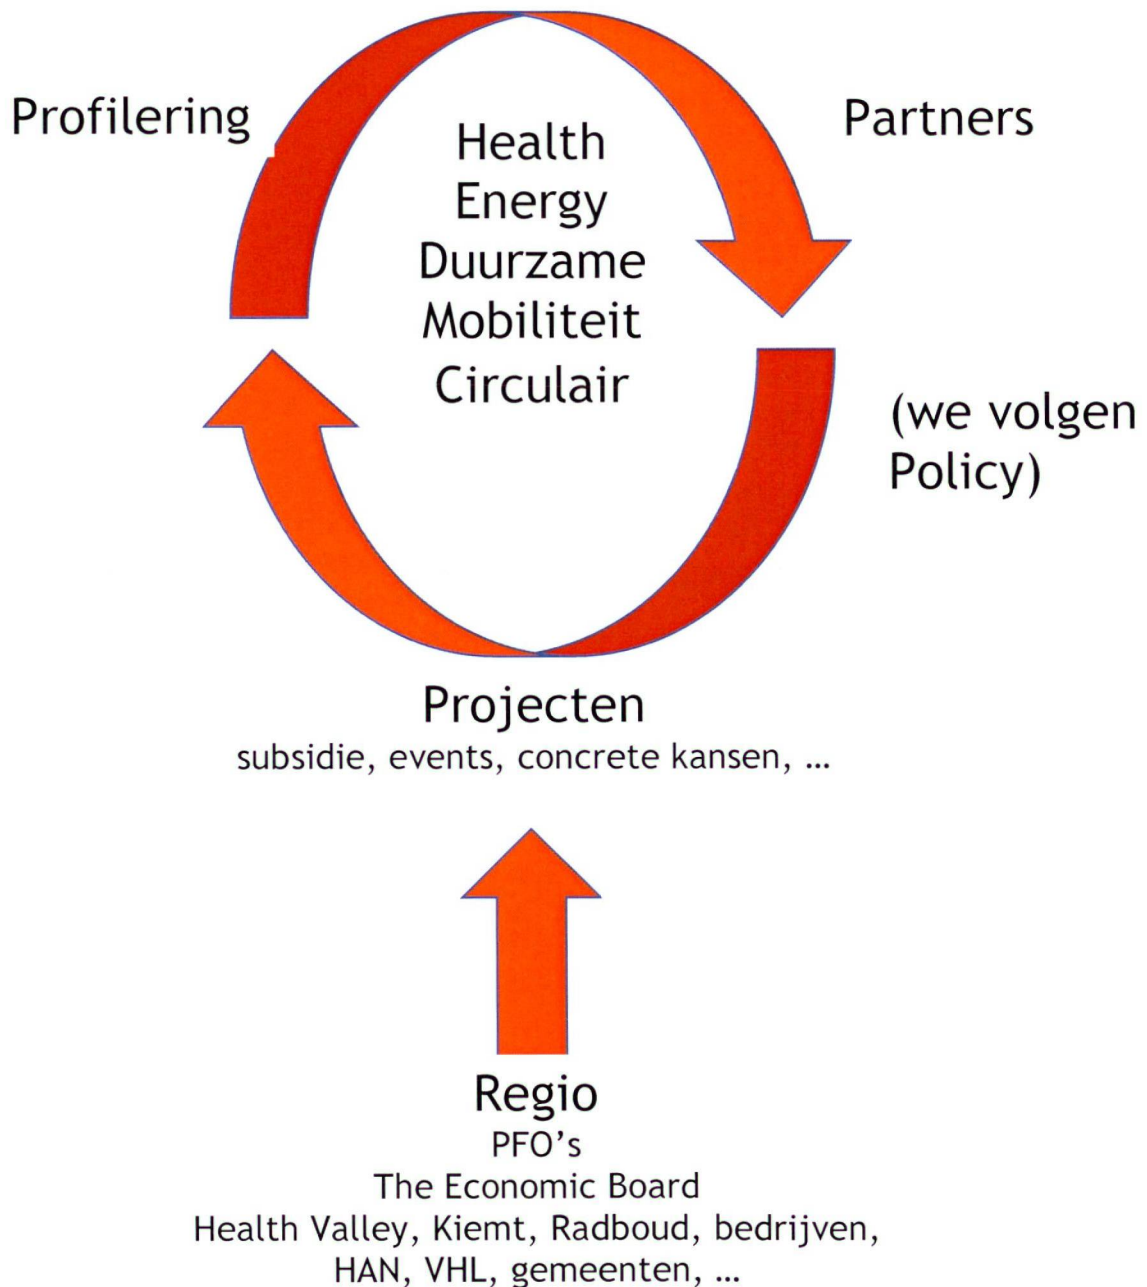 Profilering
Partners
Health
Energy
Duurzame
Mobiliteit
Circulair
(we volgen
Policy)
Projecten
subsidie, events, concrete kansen, ...
Regio
PFO's
The Economic Board
Health Valley, Kiemt, Radboud, bedrijven,
HAN, VHL, gemeenten, ...